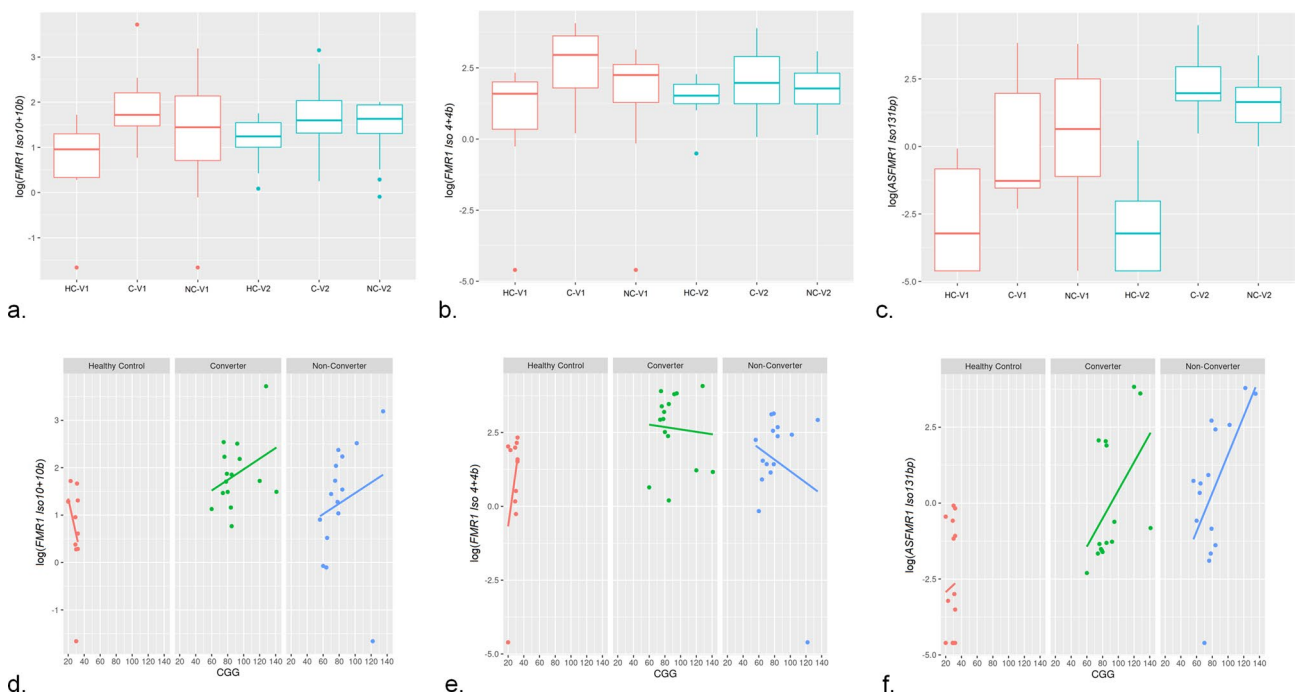 log(FMR1 Iso10+10b)
3
2
1
0
-1
HC-V1 C-V1 NC-V1 HC-V2 C-V2 NC-V2
a.
log(FMR1 Iso 4+4b)
2.5
0.0
-2.5
-5.0
HC-V1 C-V1 NC-V1 HC-V2 C-V2 NC-V2
b.
log(ASFMR1 Iso131bp)
2.5
0.0
-2.5
-5.0
HC-V1 C-V1 NC-V1 HC-V2 C-V2 NC-V2
c.
Healthy Control Converter Non-Converter
log(FMR1 Iso10+10b)
3
2
1
0
-1
20 40 60 80 100 120 140 20 40 60 80 100 120 140 20 40 60 80 100 120 140
CGG
d.
Healthy Control Converter Non-Converter
log(FMR1 Iso 4+4b)
2.5
0.0
-2.5
-5.0
20 40 60 80 100 120 140 20 40 60 80 100 120 140 20 40 60 80 100 120 140
CGG
e.
Healthy Control Converter Non-Converter
log(ASFMR1 Iso131bp)
2.5
0.0
-2.5
-5.0
20 40 60 80 100 120 140 20 40 60 80 100 120 140 20 40 60 80 100 120 140
CGG
f.